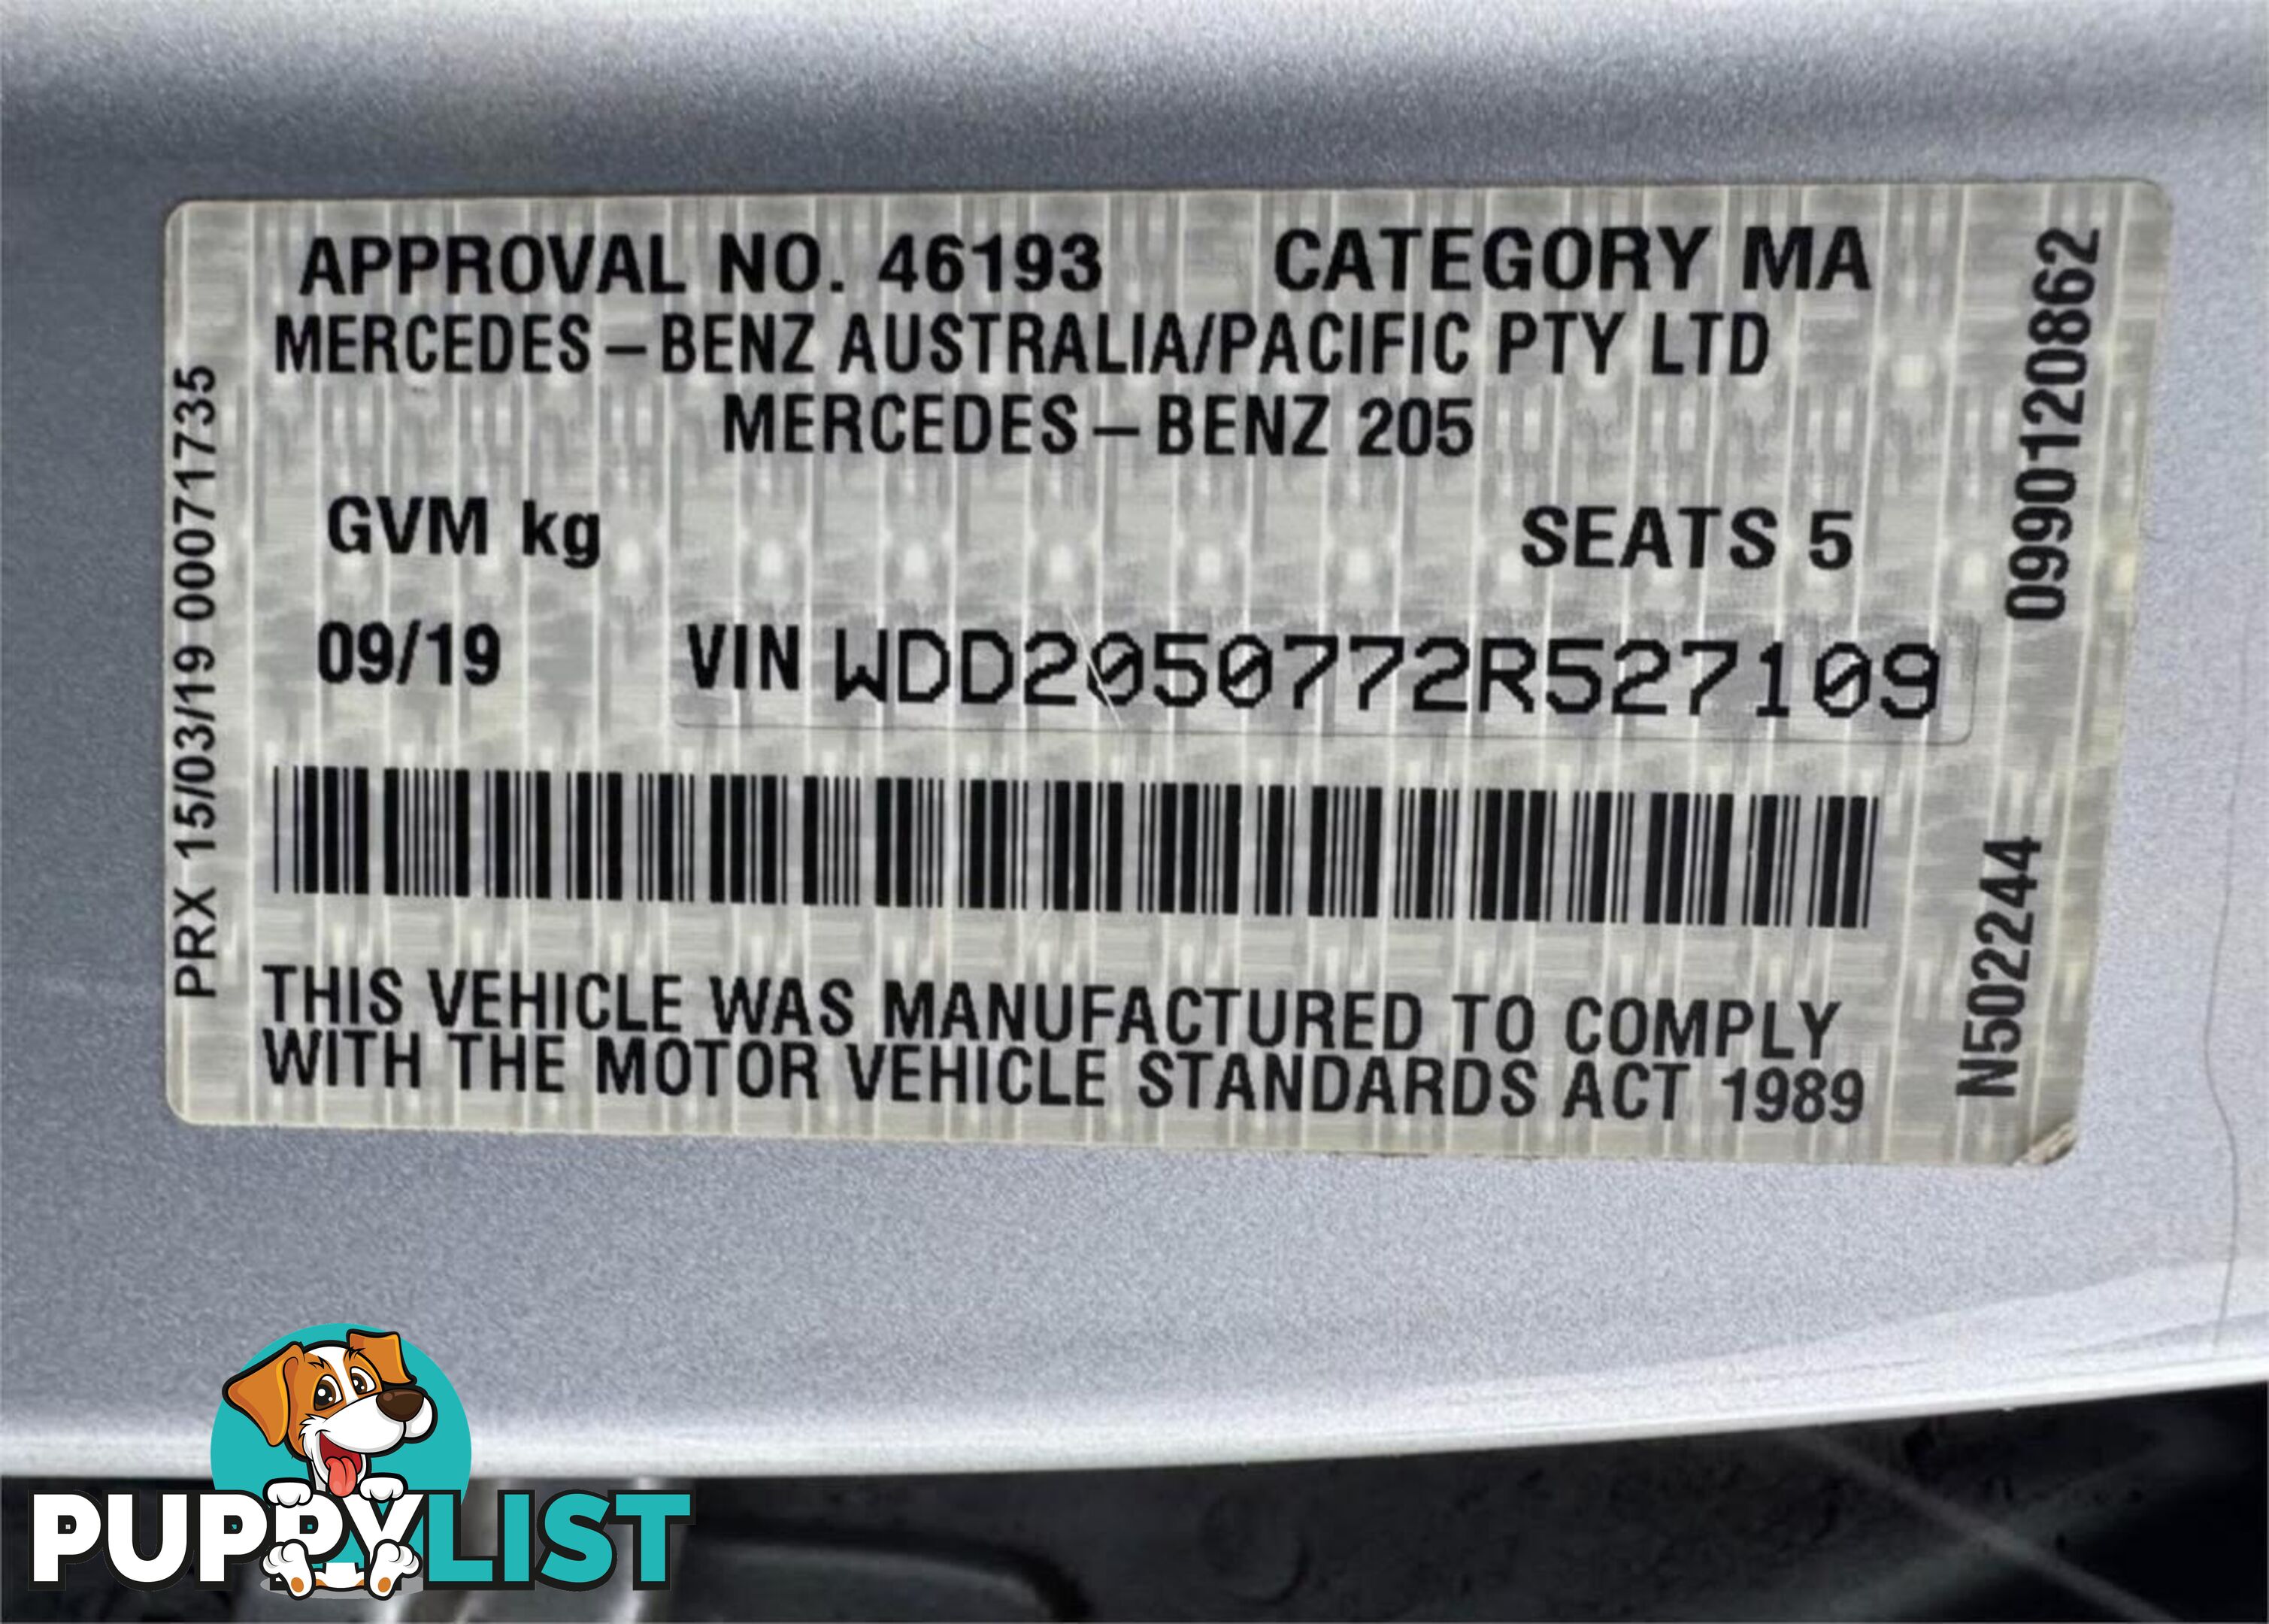 APPROVAL NO. 46193 CATEGORY MA
MERCEDES-BENZ AUSTRALIA/PACIFIC PTY LTD
MERCEDES-BENZ 205
GVM kg SEATS 5
09/19 VIN WDD2050772R527109
THIS VEHICLE WAS MANUFACTURED TO COMPLY
WITH THE MOTOR VEHICLE STANDARDS ACT 1989
PRX 15/03/19 00071735
N502244 0990120862
PUPPYLIST